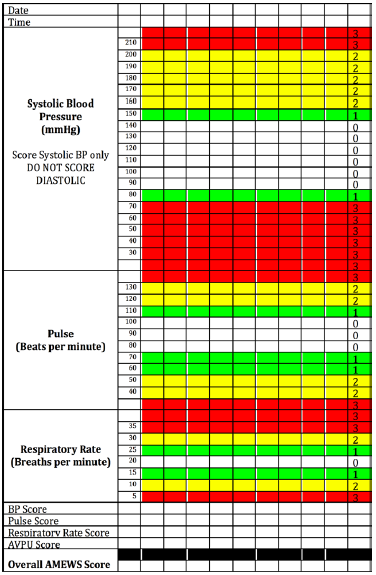 Date
Time
Systolic Blood
Pressure
(mmHg)
Score Systolic BP only
DO NOT SCORE
DIASTOLIC
3
210 3
200 2
190 2
180 2
170 2
160 2
150 1
140 0
130 0
120 0
110 0
100 0
90 0
80 1
70 3
60 3
50 3
40 3
30 3
3
Pulse
(Beats per minute)
3
130 2
120 2
110 1
100 0
90 0
80 0
70 1
60 1
50 2
40 2
3
Respiratory Rate
(Breaths per minute)
3
35 3
30 2
25 1
20 0
15 1
10 2
5 3
BP Score
Pulse Score
Respiratory Rate Score
AVPU Score
Overall AMEWS Score